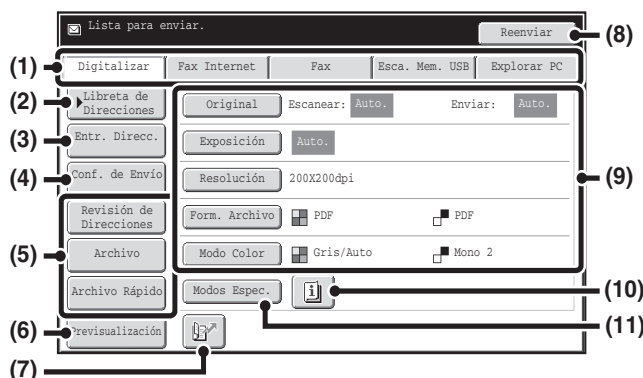 Lista para enviar.
Reenviar
(8)
(1)
Digitalizar
Fax Internet
Fax
Esca. Mem. USB
Explorar PC
(2)
Libreta de
Direcciones
Original
Escanear:
Auto.
Enviar:
Auto.
(3)
Entr. Direcc.
Exposición
Auto.
(4)
Conf. de Envío
Resolución
200X200dpi
(9)
Revisión de
Direcciones
Form. Archivo
PDF
PDF
(5)
Archivo
Modo Color
Gris/Auto
Mono 2
Archivo Rápido
Modos Espec.
(10)
(11)
(6)
Previsualización
(7)